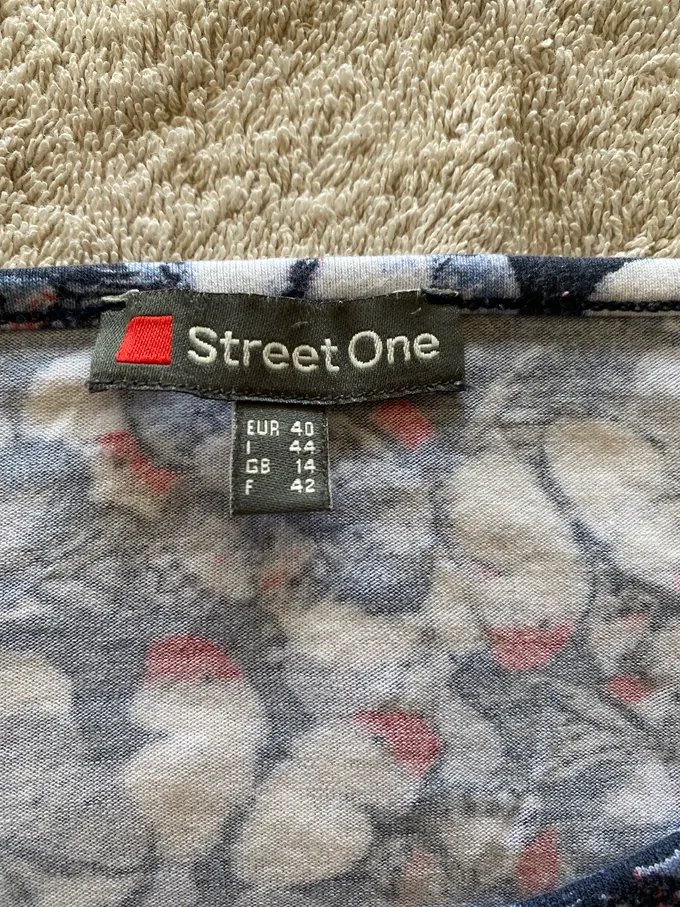 Street One
EUR 40
I 44
GB 14
F 42